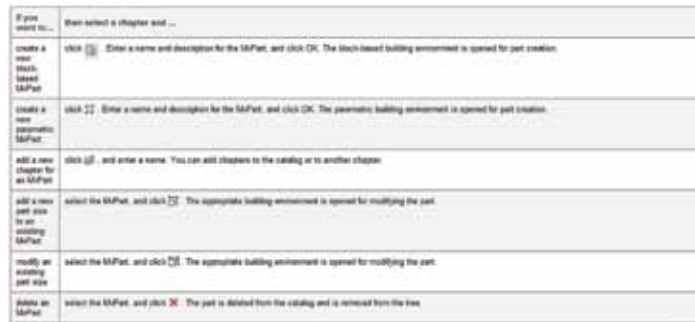 If you
want to...
then select a chapter and ...
create a
new
block-
based
MvPart
click . Enter a name and description for the MvPart, and click OK. The block-based building environment is opened for part creation.
create a
new
parametric
MvPart
click . Enter a name and description for the MvPart, and click OK. The parametric building environment is opened for part creation.
add a new
chapter for
an MvPart
click , and enter a name. You can add chapters to the catalog or to another chapter.
add a new
part size
to an
existing
MvPart
select the MvPart, and click . The appropriate building environment is opened for modifying the part.
modify an
existing
part size
select the MvPart, and click . The appropriate building environment is opened for modifying the part.
delete an
MvPart
select the MvPart, and click . The part is deleted from the catalog and is removed from the tree.